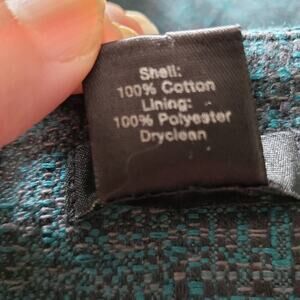 Shell:
100% Cotton
Lining:
100% Polyester
Dryclean